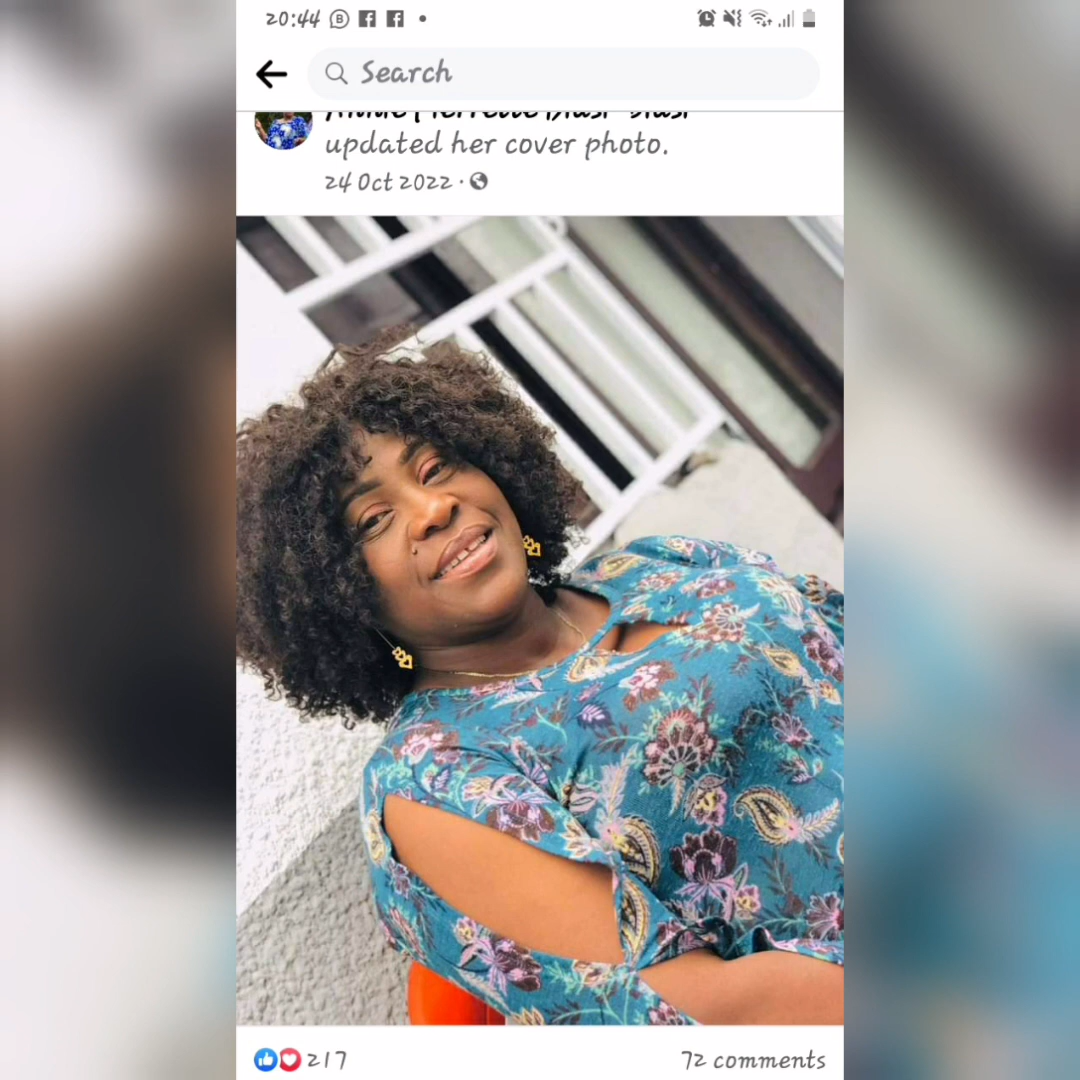 20:44
Search
updated her cover photo.
24 Oct 2022 ·
217
72 comments